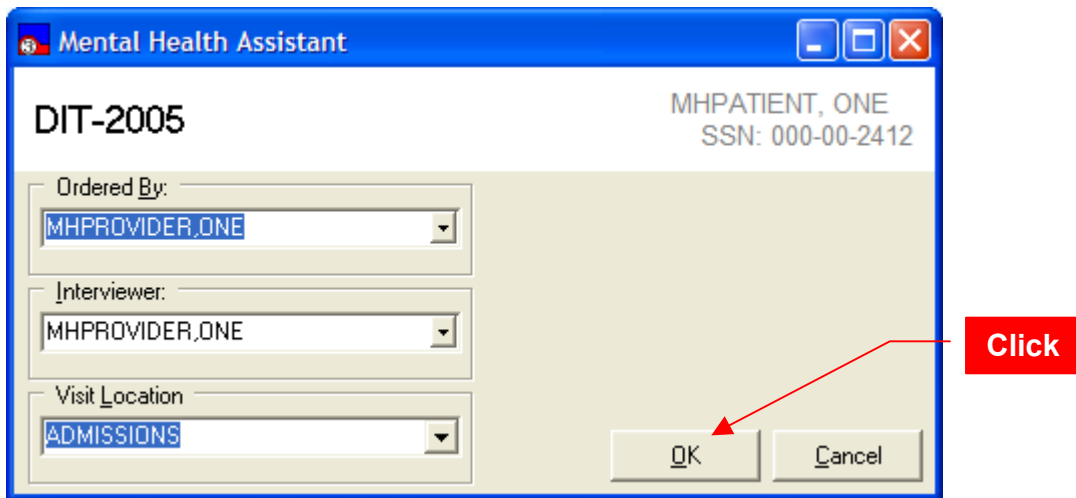 Mental Health Assistant
DIT-2005
MHPATIENT, ONE
SSN: 000-00-2412
Ordered By:
MHPROVIDER,ONE
Interviewer:
MHPROVIDER,ONE
Visit Location
ADMISSIONS
Click
OK
Cancel